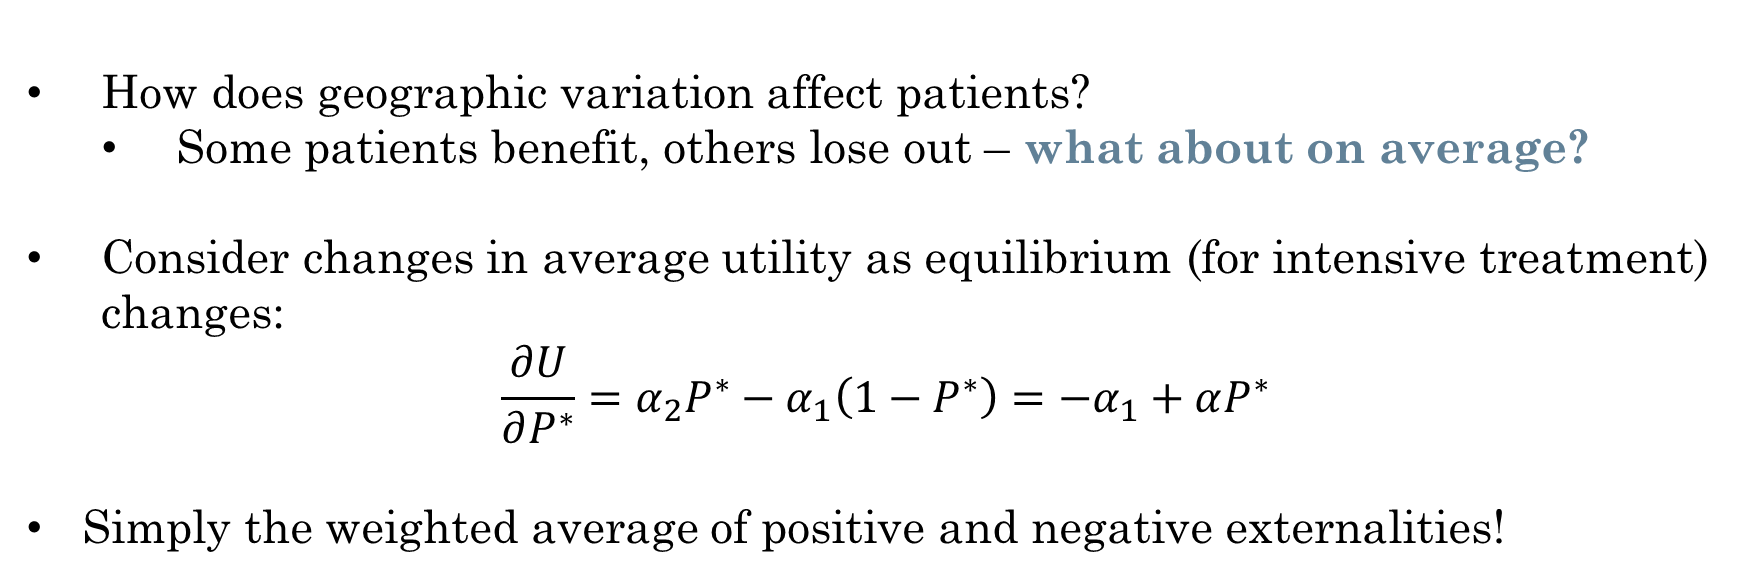 • How does geographic variation affect patients?
• Some patients benefit, others lose out – what about on average?
• Consider changes in average utility as equilibrium (for intensive treatment)
changes:
∂U/∂P* = α₂P* − α₁(1 − P*) = −α₁ + αP*
• Simply the weighted average of positive and negative externalities!